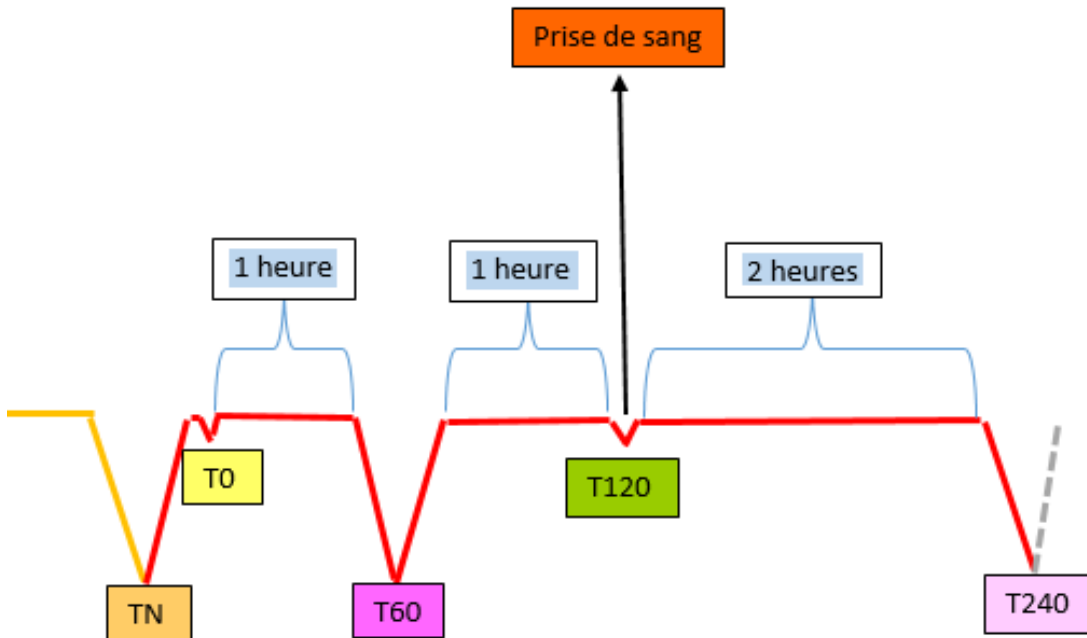 Prise de sang
1 heure
1 heure
2 heures
T0
T120
TN
T60
T240